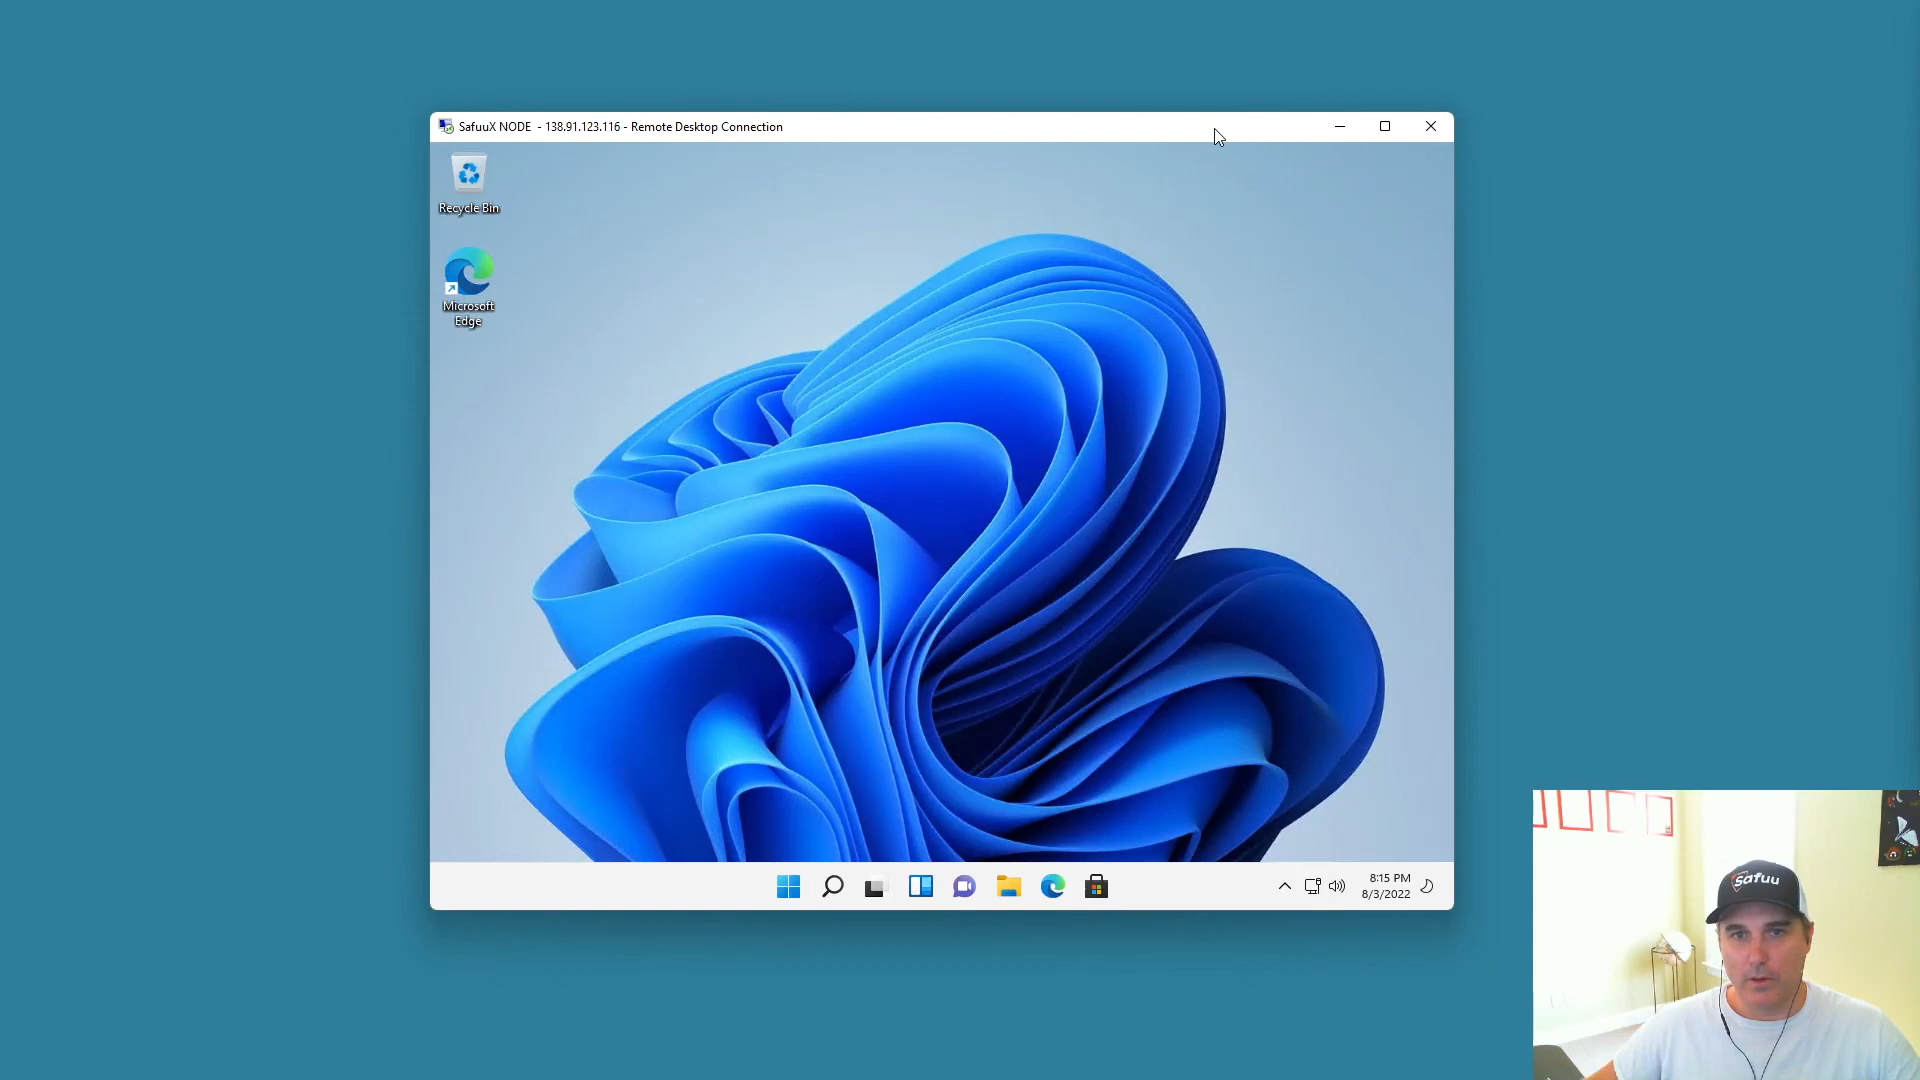 SafuuX NODE - 138.91.123.116 - Remote Desktop Connection
Recycle Bin
Microsoft
Edge
8:15 PM
8/3/2022
safuu